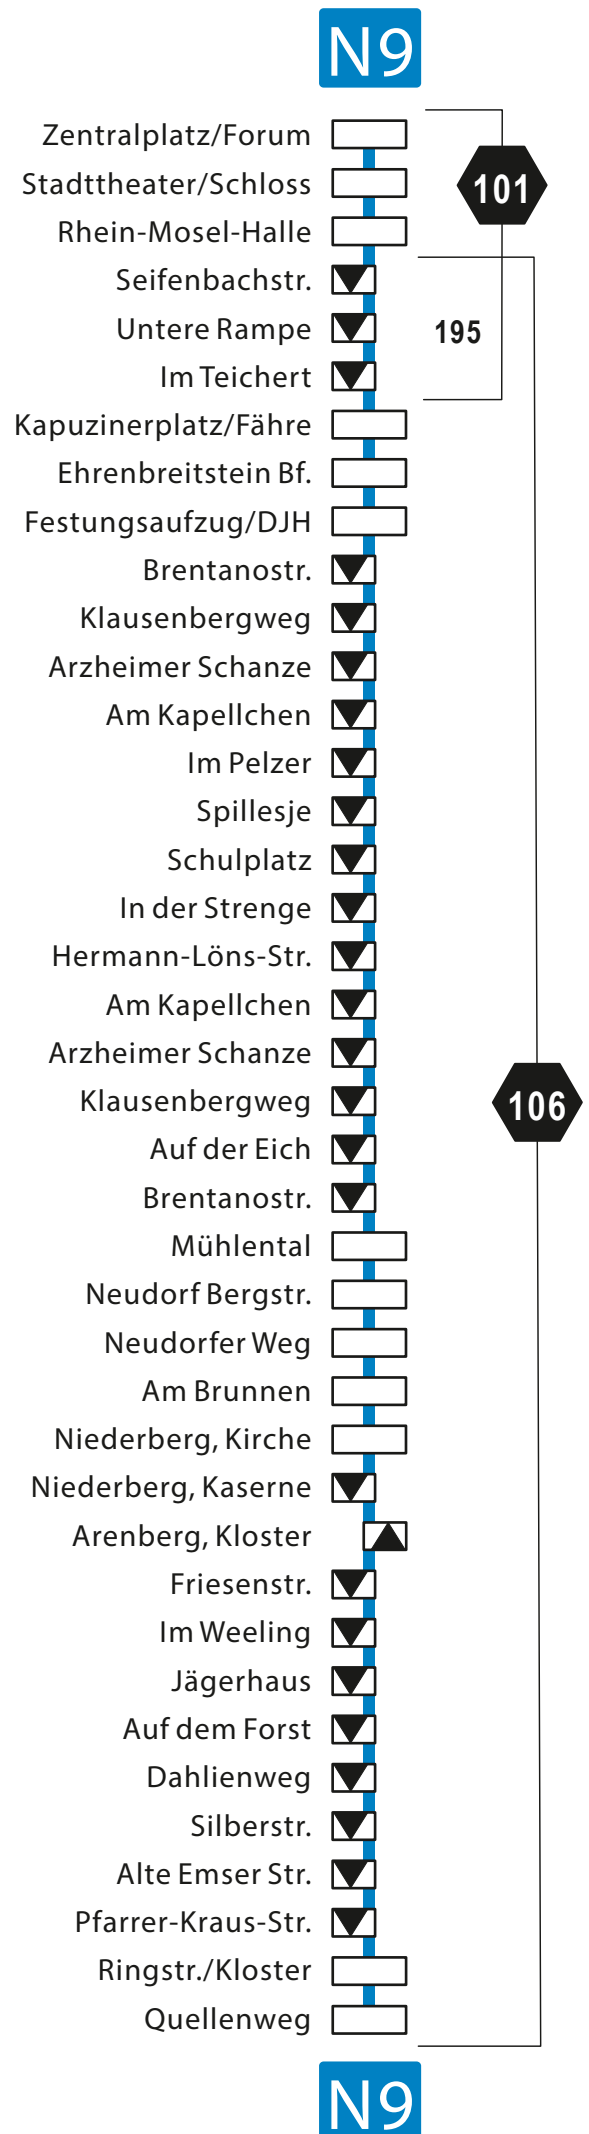 N9
Zentralplatz/Forum
Stadttheater/Schloss
101
Rhein-Mosel-Halle
Seifenbachstr.
Untere Rampe
195
Im Teichert
Kapuzinerplatz/Fähre
Ehrenbreitstein Bf.
Festungsaufzug/DJH
Brentanostr.
Klausenbergweg
Arzheimer Schanze
Am Kapellchen
Im Pelzer
Spillesje
Schulplatz
In der Strenge
Hermann-Löns-Str.
Am Kapellchen
Arzheimer Schanze
Klausenbergweg
106
Auf der Eich
Brentanostr.
Mühlental
Neudorf Bergstr.
Neudorfer Weg
Am Brunnen
Niederberg, Kirche
Niederberg, Kaserne
Arenberg, Kloster
Friesenstr.
Im Weeling
Jägerhaus
Auf dem Forst
Dahlienweg
Silberstr.
Alte Emser Str.
Pfarrer-Kraus-Str.
Ringstr./Kloster
Quellenweg
N9